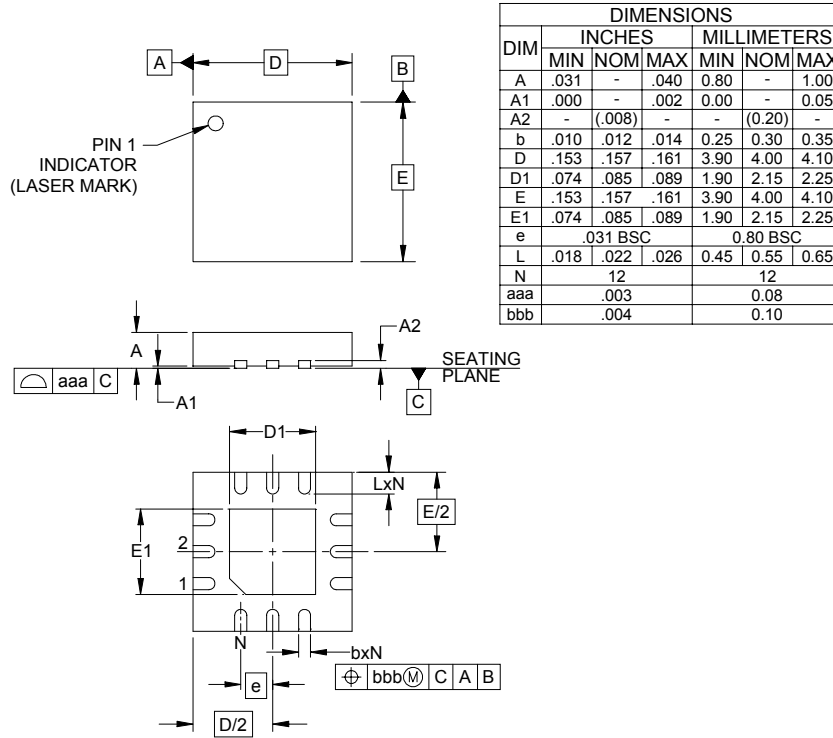 DIMENSIONS
DIM INCHES MILLIMETERS
MIN NOM MAX MIN NOM MAX
A .031 - .040 0.80 - 1.00
A1 .000 - .002 0.00 - 0.05
A2 - (.008) - - (0.20) -
b .010 .012 .014 0.25 0.30 0.35
D .153 .157 .161 3.90 4.00 4.10
D1 .074 .085 .089 1.90 2.15 2.25
E .153 .157 .161 3.90 4.00 4.10
E1 .074 .085 .089 1.90 2.15 2.25
e .031 BSC 0.80 BSC
L .018 .022 .026 0.45 0.55 0.65
N 12 12
aaa .003 0.08
bbb .004 0.10
A D B
PIN 1
INDICATOR
(LASER MARK)
E
A A2
SEATING
PLANE
aaa C
A1 C
D1
LxN
E/2
E1
2
1
N
bxN
bbb Ⓜ C A B
e
D/2